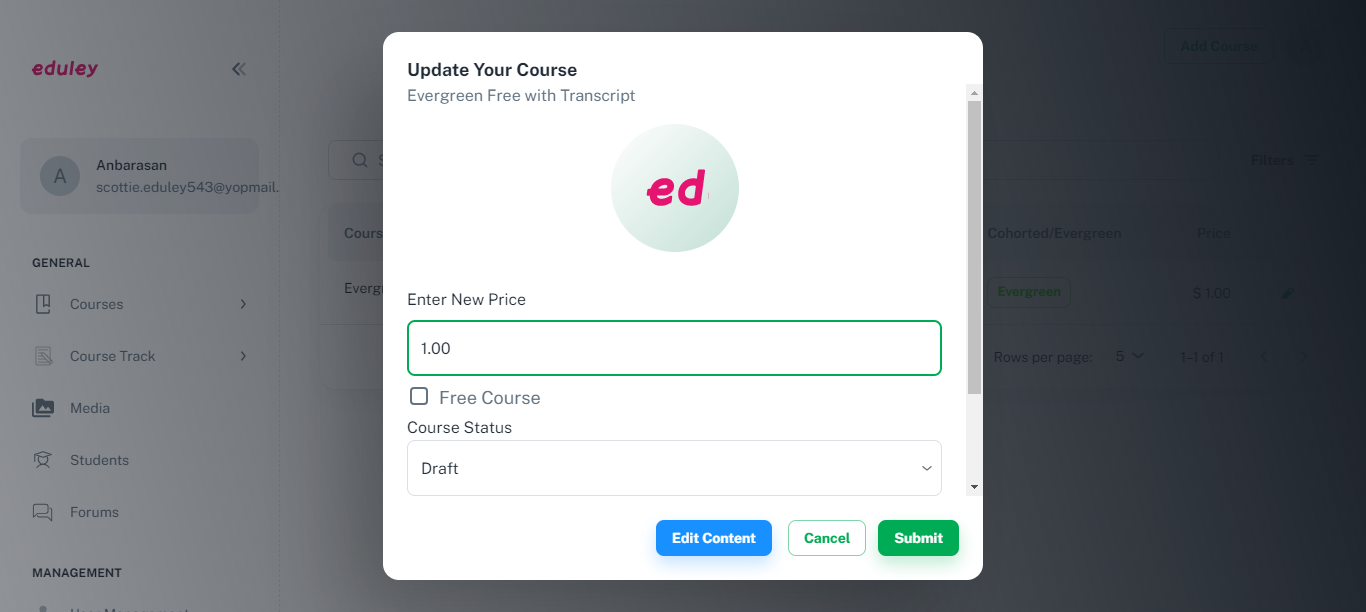 eduley
A
Anbarasan
scottie.eduley543@yopmail.
GENERAL
Courses
Course Track
Media
Students
Forums
MANAGEMENT
User Management
Add Course
S
Filters
Cours
Cohorted/Evergreen
Price
Everg
Evergreen
$ 1.00
Rows per page:
5
1–1 of 1
Update Your Course
Evergreen Free with Transcript
ed
Enter New Price
1.00
Free Course
Course Status
Draft
Edit Content
Cancel
Submit